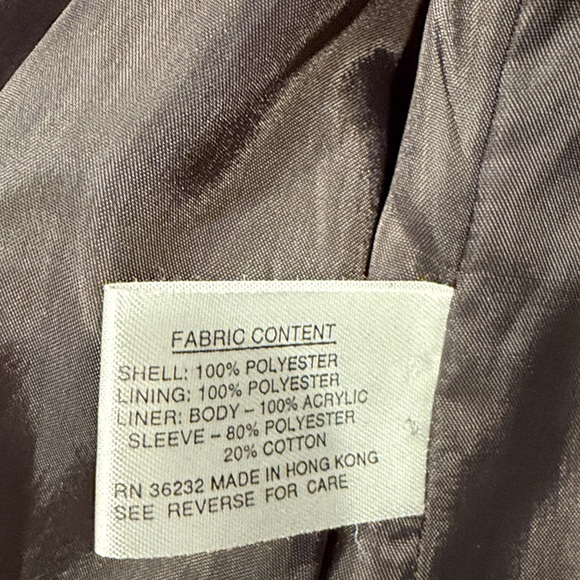 FABRIC CONTENT
SHELL: 100% POLYESTER
LINING: 100% POLYESTER
LINER: BODY – 100% ACRYLIC
SLEEVE – 80% POLYESTER
20% COTTON
RN 36232 MADE IN HONG KONG
SEE REVERSE FOR CARE